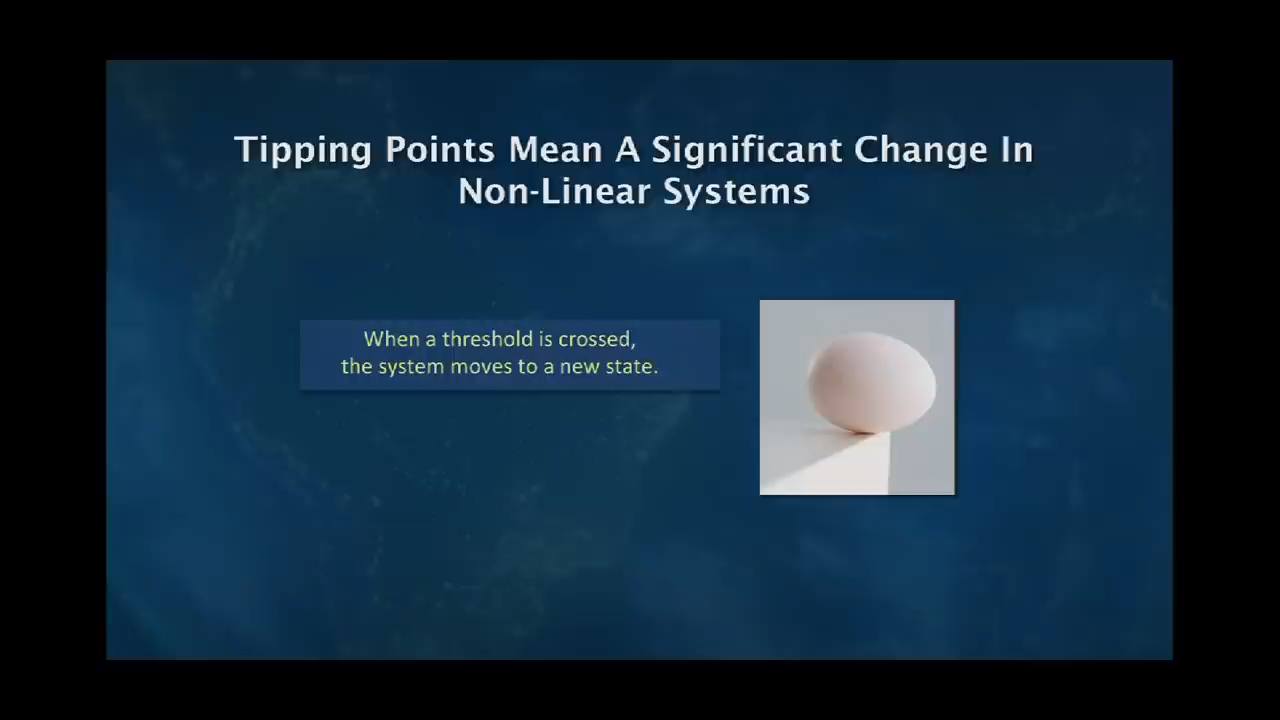 Tipping Points Mean A Significant Change In
Non-Linear Systems
When a threshold is crossed,
the system moves to a new state.